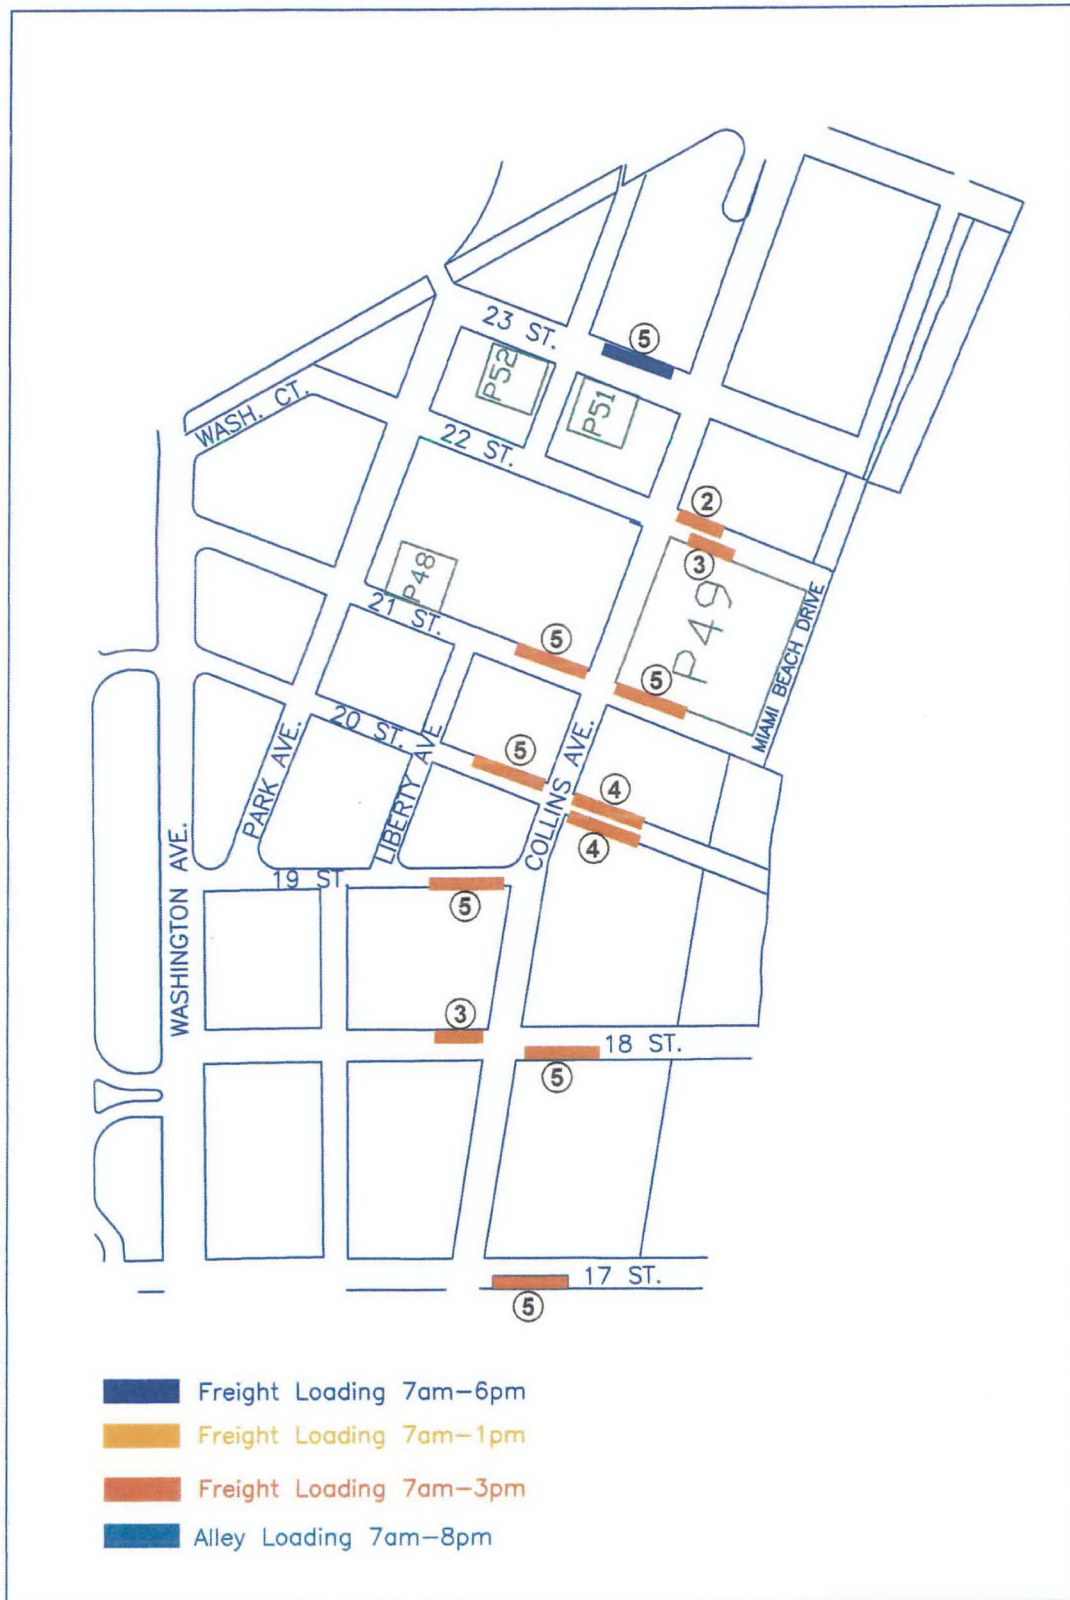 23 ST.
⑤
P52
P51
WASH. CT.
22 ST.
②
③
P48
21 ST.
P49
MIAMI BEACH DRIVE
⑤
⑤
20 ST.
PARK AVE.
LIBERTY AVE
⑤
COLLINS AVE.
④
④
WASHINGTON AVE.
19 ST
⑤
③
18 ST.
⑤
17 ST.
⑤
Freight Loading 7am-6pm
Freight Loading 7am-1pm
Freight Loading 7am-3pm
Alley Loading 7am-8pm